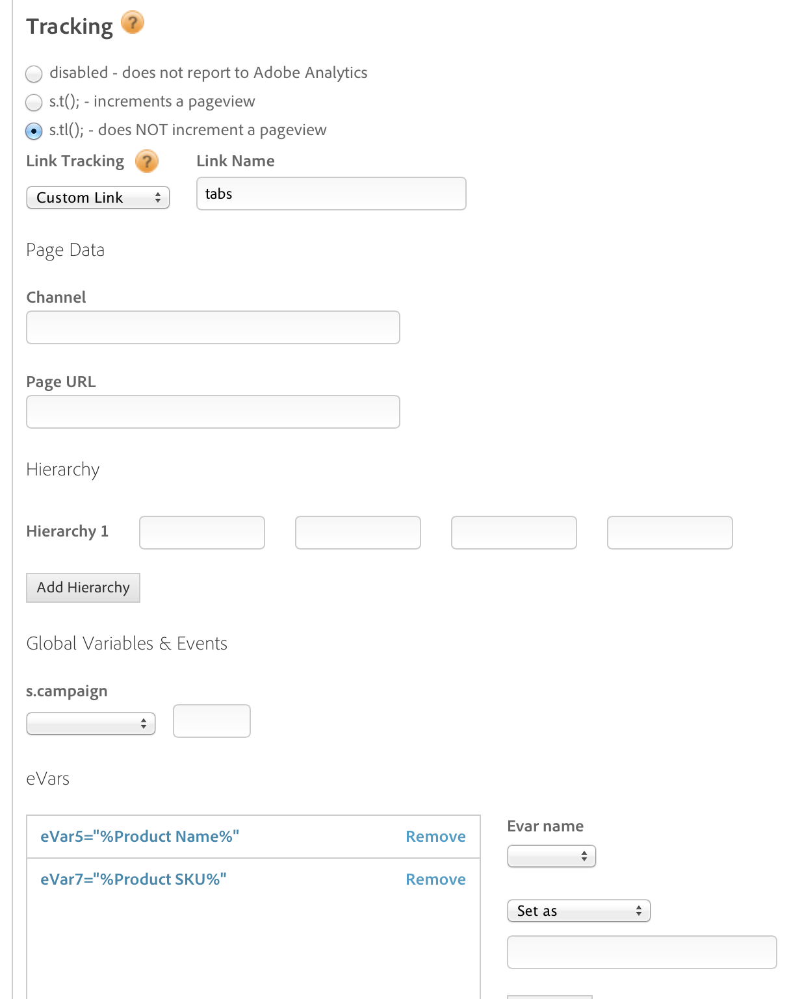 Tracking ?
disabled - does not report to Adobe Analytics
s.t(); - increments a pageview
s.tl(); - does NOT increment a pageview
Link Tracking ? Link Name
Custom Link tabs
Page Data
Channel
Page URL
Hierarchy
Hierarchy 1
Add Hierarchy
Global Variables & Events
s.campaign
eVars
eVar5="%Product Name%" Remove
eVar7="%Product SKU%" Remove
Evar name
Set as